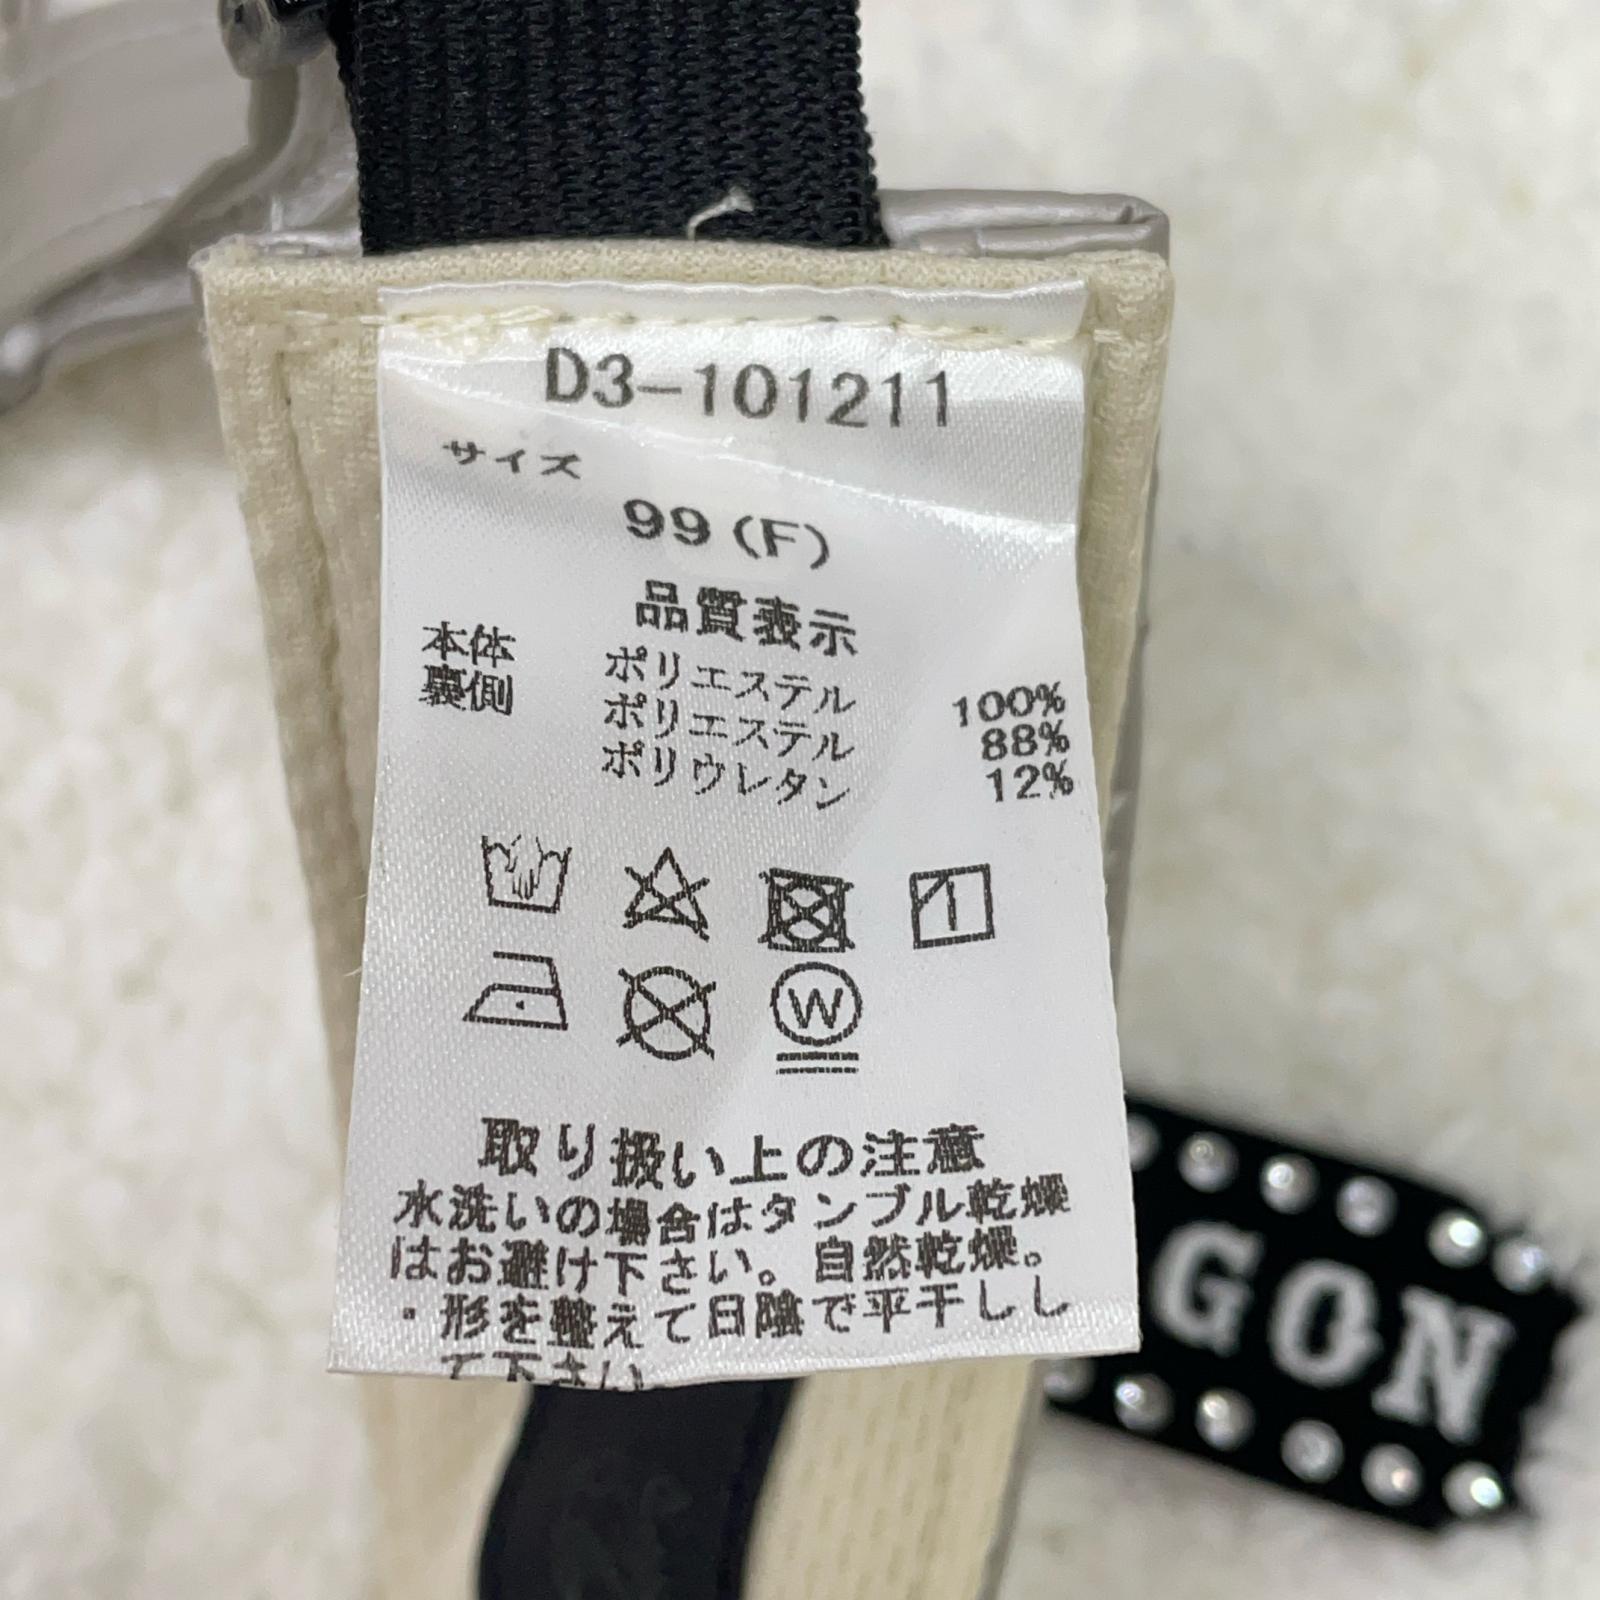 D3-101211
サイズ
99(F)
品質表示
本体 ポリエステル 100%
裏側 ポリエステル 88%
ポリウレタン 12%
W
取り扱い上の注意
水洗いの場合はタンブル乾燥
はお避け下さい。自然乾燥。
・形を整えて日陰で平干しし
て下さい
GON